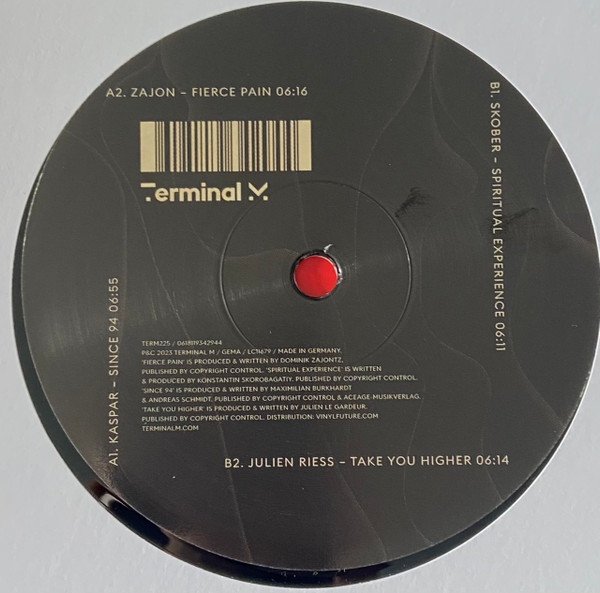 A2. ZAJON – FIERCE PAIN 06:16
Terminal M
B1. SKOBER – SPIRITUAL EXPERIENCE 06:11
A1. KASPAR – SINCE 94 06:55
TERM225 / 0618119342944
P&C 2023 TERMINAL M / GEMA / LCN679 / MADE IN GERMANY.
'FIERCE PAIN' IS PRODUCED & WRITTEN BY DOMINIK ZAJONTZ.
PUBLISHED BY COPYRIGHT CONTROL. 'SPIRITUAL EXPERIENCE' IS WRITTEN
& PRODUCED BY KONSTANTIN SKOROBAGATIY. PUBLISHED BY COPYRIGHT CONTROL.
'SINCE 94' IS PRODUCED & WRITTEN BY MAXIMILIAN BURKHARDT
& ANDREAS SCHMIDT. PUBLISHED BY COPYRIGHT CONTROL & ACEAGE-MUSIKVERLAG.
'TAKE YOU HIGHER' IS PRODUCED & WRITTEN BY JULIEN LE GARDEUR.
PUBLISHED BY COPYRIGHT CONTROL. DISTRIBUTION: VINYLFUTURE.COM
TERMINALM.COM
B2. JULIEN RIESS – TAKE YOU HIGHER 06:14